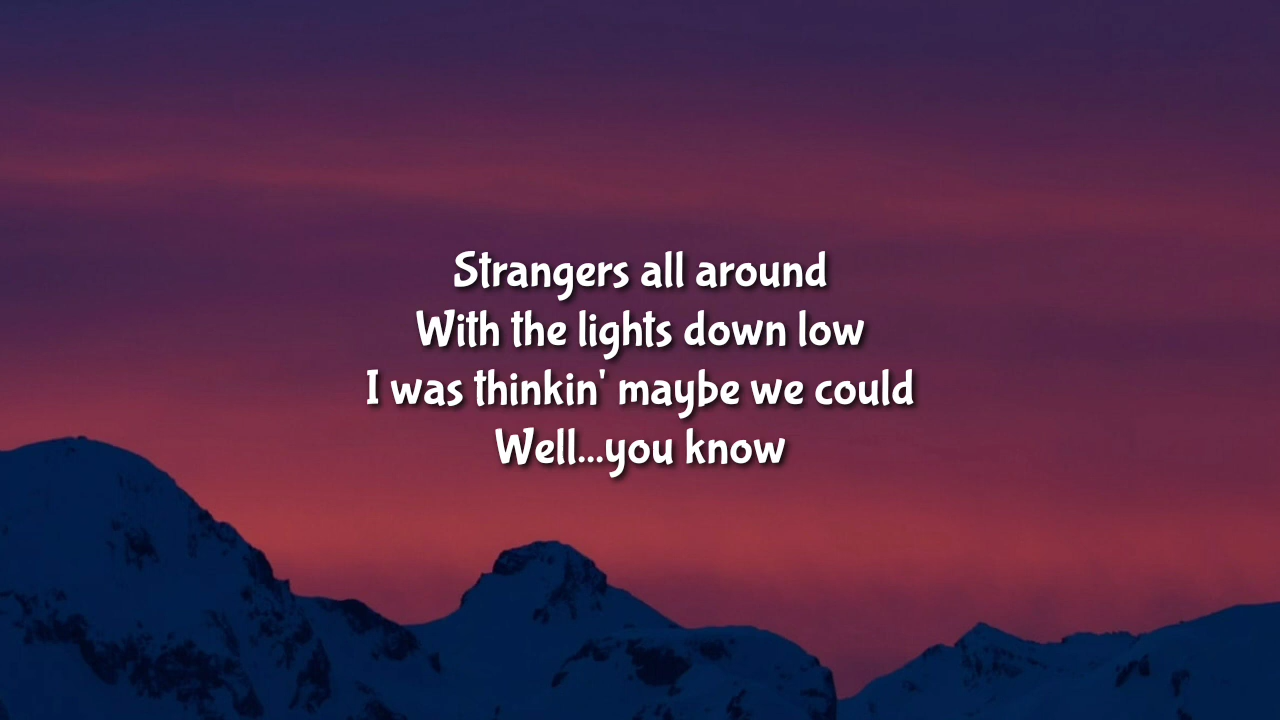 Strangers all around
With the lights down low
I was thinkin' maybe we could
Well...you know